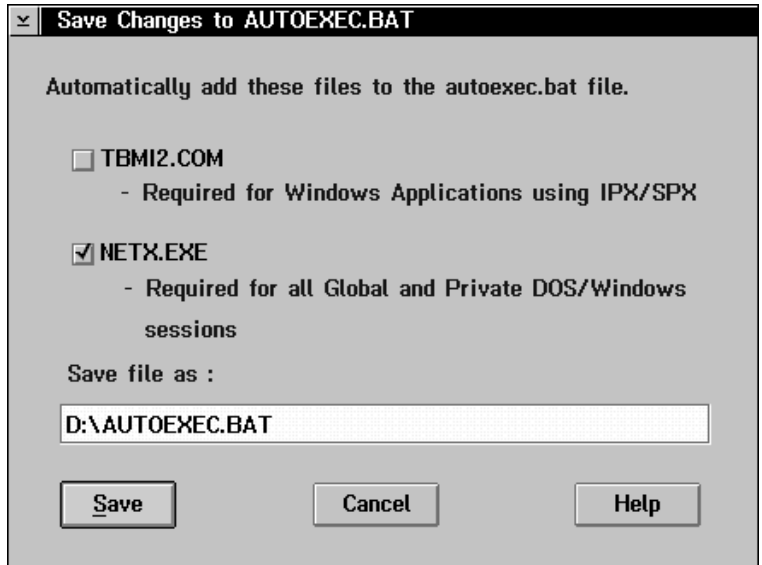 Save Changes to AUTOEXEC.BAT
Automatically add these files to the autoexec.bat file.
TBMI2.COM
- Required for Windows Applications using IPX/SPX
NETX.EXE
- Required for all Global and Private DOS/Windows
sessions
Save file as :
D:\AUTOEXEC.BAT
Save Cancel Help